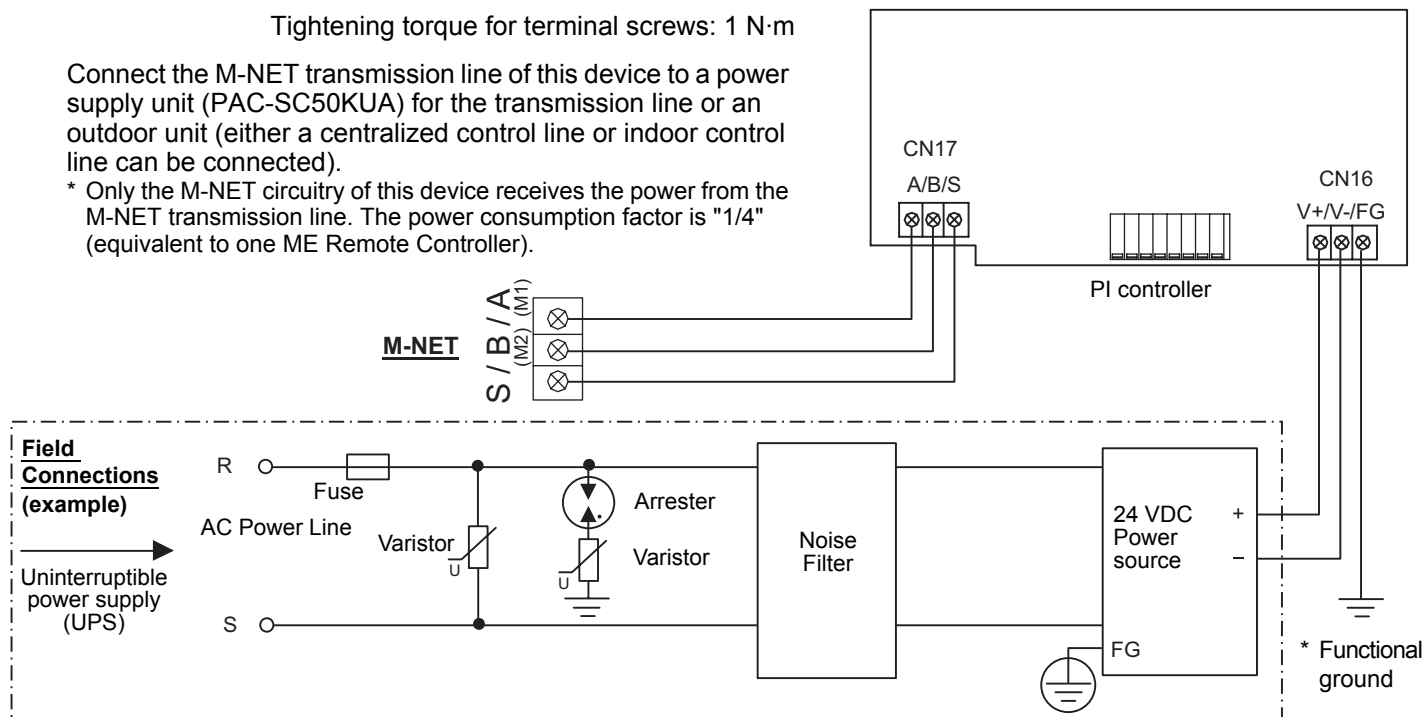 Tightening torque for terminal screws: 1 N·m
Connect the M-NET transmission line of this device to a power
supply unit (PAC-SC50KUA) for the transmission line or an
outdoor unit (either a centralized control line or indoor control
line can be connected).
* Only the M-NET circuitry of this device receives the power from the
M-NET transmission line. The power consumption factor is "1/4"
(equivalent to one ME Remote Controller).
CN17
A/B/S
CN16
V+/V-/FG
PI controller
M-NET
S / B / A
(M2) (M1)
Field
Connections
(example)
Uninterruptible
power supply
(UPS)
R
Fuse
AC Power Line
S
Varistor
U
Arrester
Varistor
U
Noise
Filter
24 VDC
Power
source
+
−
FG
* Functional
ground